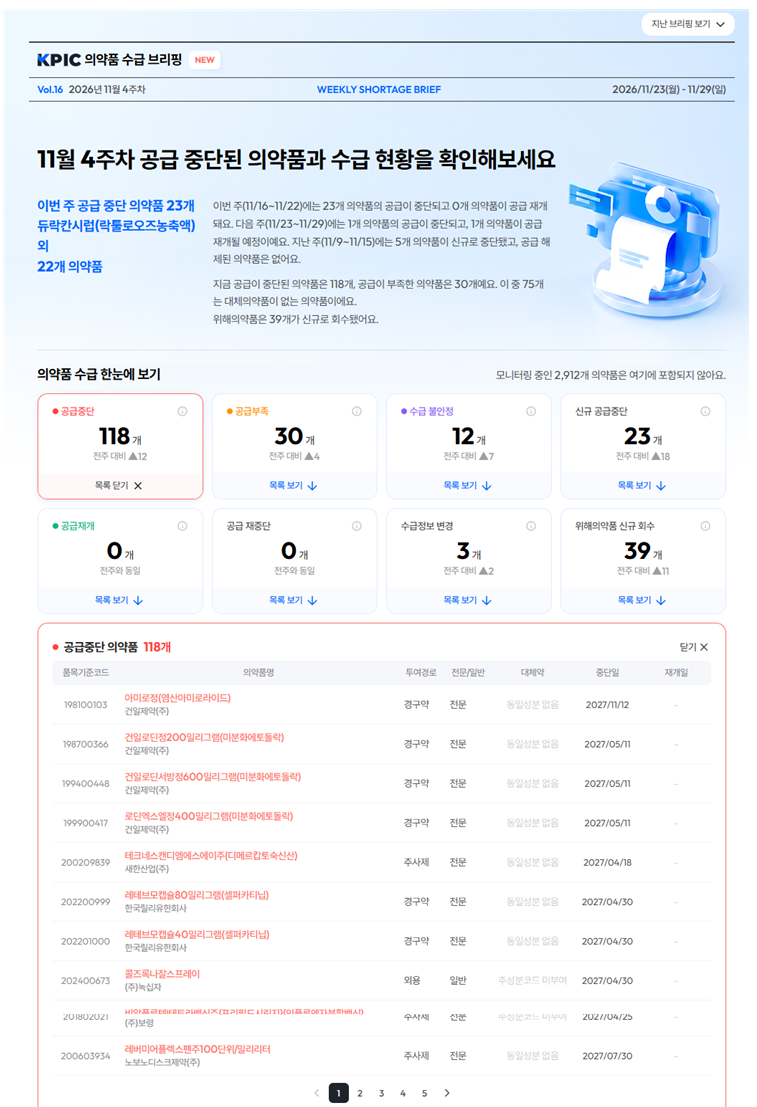 지난 브리핑 보기
KPIC 의약품 수급 브리핑 NEW
Vol.16 2026년 11월 4주차 WEEKLY SHORTAGE BRIEF 2026/11/23(월) - 11/29(일)
11월 4주차 공급 중단된 의약품과 수급 현황을 확인해보세요
이번 주 공급 중단 의약품 23개
듀락칸시럽(락툴로오즈농축액)
외
22개 의약품
이번 주(11/16~11/22)에는 23개 의약품의 공급이 중단되고 0개 의약품이 공급 재개
돼요. 다음 주(11/23~11/29)에는 1개 의약품의 공급이 중단되고, 1개 의약품이 공급
재개될 예정이에요. 지난 주(11/9~11/15)에는 5개 의약품이 신규로 중단됐고, 공급 해
제된 의약품은 없어요.
지금 공급이 중단된 의약품은 118개, 공급이 부족한 의약품은 30개예요. 이 중 75개
는 대체의약품이 없는 의약품이에요.
위해의약품은 39개가 신규로 회수됐어요.
의약품 수급 한눈에 보기 모니터링 중인 2,912개 의약품은 여기에 포함되지 않아요.
공급중단
118 개
전주 대비 ▲12
목록 닫기 ✕
공급부족
30 개
전주 대비 ▲4
목록 보기 ↓
수급 불안정
12 개
전주 대비 ▲7
목록 보기 ↓
신규 공급중단
23 개
전주 대비 ▲18
목록 보기 ↓
공급재개
0 개
전주와 동일
목록 보기 ↓
공급 재중단
0 개
전주와 동일
목록 보기 ↓
수급정보 변경
3 개
전주 대비 ▲2
목록 보기 ↓
위해의약품 신규 회수
39 개
전주 대비 ▲11
목록 보기 ↓
공급중단 의약품 118개 닫기 ✕
품목기준코드 의약품명 투여경로 전문/일반 대체약 중단일 재개일
198100103 아미로정(염산아미로라이드) 경구약 전문 동일성분 없음 2027/11/12 -
건일제약(주)
198700366 건일로딘정200밀리그램(미분화에토돌락) 경구약 전문 동일성분 없음 2027/05/11 -
건일제약(주)
199400448 건일로딘서방정600밀리그램(미분화에토돌락) 경구약 전문 동일성분 없음 2027/05/11 -
건일제약(주)
199900417 로딘엑스엘정400밀리그램(미분화에토돌락) 경구약 전문 동일성분 없음 2027/05/11 -
건일제약(주)
200209839 테크네스캔디엠에스에이주(디메르캅토숙신산) 주사제 전문 동일성분 없음 2027/04/18 -
새한산업(주)
202200999 레테브모캡슐80밀리그램(셀퍼카티닙) 경구약 전문 동일성분 없음 2027/04/30 -
한국릴리유한회사
202201000 레테브모캡슐40밀리그램(셀퍼카티닙) 경구약 전문 동일성분 없음 2027/04/30 -
한국릴리유한회사
202400673 콜즈록나잘스프레이 외용 일반 주성분코드 미부여 2027/04/30 -
(주)녹십자
201802021 주사제 전문 주성분코드 미부여 2027/04/25 -
(주)보령
200603934 레버미어플렉스펜주100단위/밀리리터 주사제 전문 동일성분 없음 2027/07/30 -
노보노디스크제약(주)
1 2 3 4 5